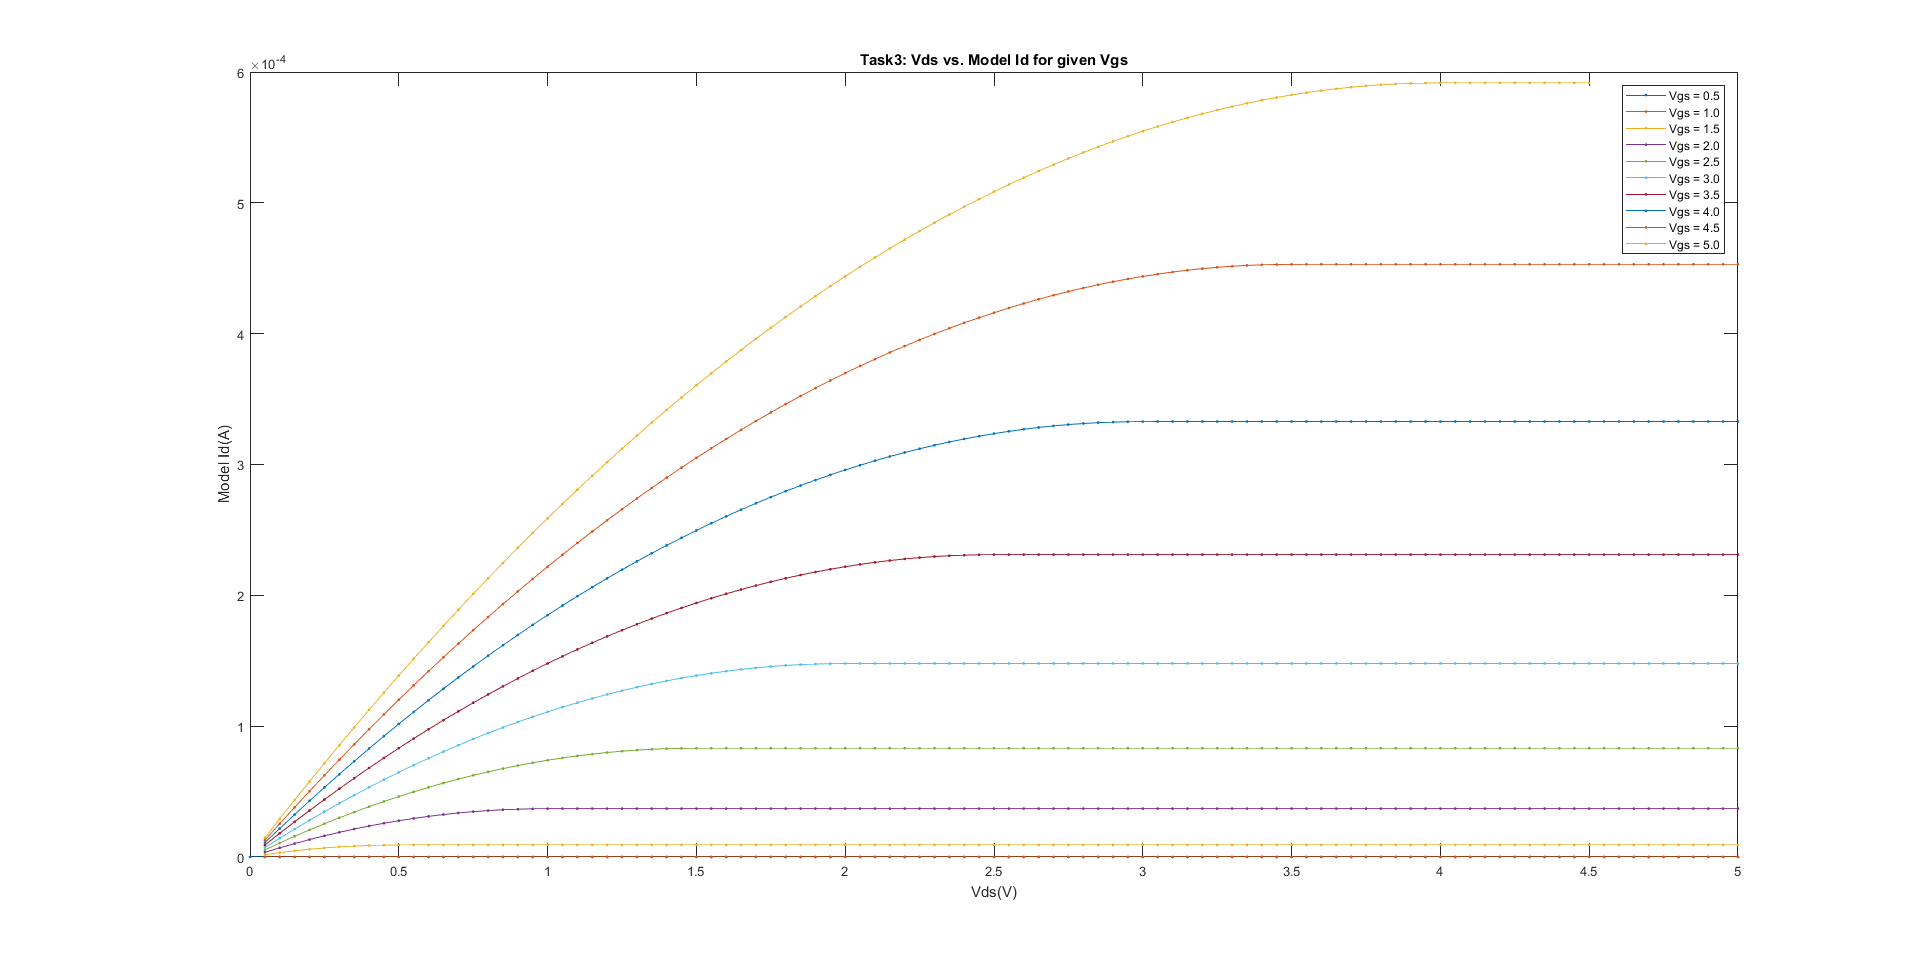 Task3: Vds vs. Model Id for given Vgs
×10⁻⁴
6
5
4
3
2
1
0
Model Id(A)
0 0.5 1 1.5 2 2.5 3 3.5 4 4.5 5
Vds(V)
Vgs = 0.5
Vgs = 1.0
Vgs = 1.5
Vgs = 2.0
Vgs = 2.5
Vgs = 3.0
Vgs = 3.5
Vgs = 4.0
Vgs = 4.5
Vgs = 5.0